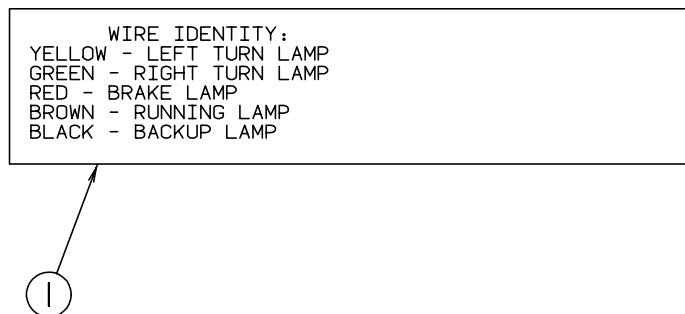 WIRE IDENTITY:
YELLOW - LEFT TURN LAMP
GREEN - RIGHT TURN LAMP
RED - BRAKE LAMP
BROWN - RUNNING LAMP
BLACK - BACKUP LAMP
1